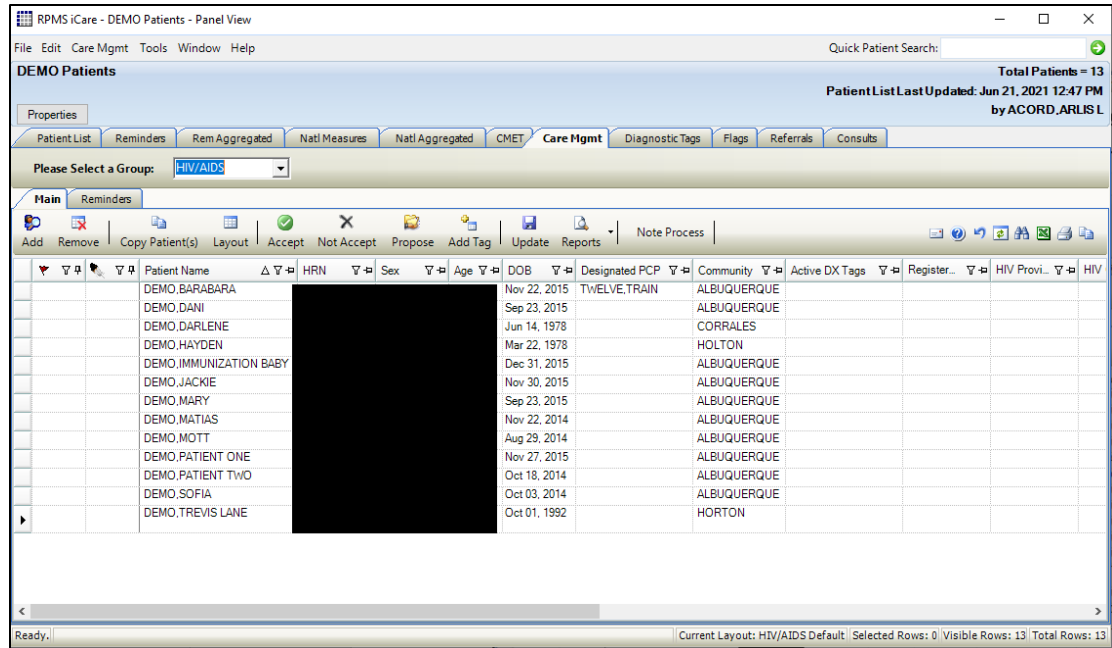 RPMS iCare - DEMO Patients - Panel View
File Edit Care Mgmt Tools Window Help Quick Patient Search:
DEMO Patients Total Patients = 13
Patient List Last Updated: Jun 21, 2021 12:47 PM
Properties by ACORD,ARLIS L
Patient List Reminders Rem Aggregated Natl Measures Natl Aggregated CMET Care Mgmt Diagnostic Tags Flags Referrals Consults
Please Select a Group: HIV/AIDS
Main Reminders
Add Remove Copy Patient(s) Layout Accept Not Accept Propose Add Tag Update Reports Note Process
Patient Name HRN Sex Age DOB Designated PCP Community Active DX Tags Register... HIV Provi... HIV
DEMO,BARABARA Nov 22, 2015 TWELVE,TRAIN ALBUQUERQUE
DEMO,DANI Sep 23, 2015 ALBUQUERQUE
DEMO,DARLENE Jun 14, 1978 CORRALES
DEMO,HAYDEN Mar 22, 1978 HOLTON
DEMO,IMMUNIZATION BABY Dec 31, 2015 ALBUQUERQUE
DEMO,JACKIE Nov 30, 2015 ALBUQUERQUE
DEMO,MARY Sep 23, 2015 ALBUQUERQUE
DEMO,MATIAS Nov 22, 2014 ALBUQUERQUE
DEMO,MOTT Aug 29, 2014 ALBUQUERQUE
DEMO,PATIENT ONE Nov 27, 2015 ALBUQUERQUE
DEMO,PATIENT TWO Oct 18, 2014 ALBUQUERQUE
DEMO,SOFIA Oct 03, 2014 ALBUQUERQUE
DEMO,TREVIS LANE Oct 01, 1992 HORTON
Ready. Current Layout: HIV/AIDS Default Selected Rows: 0 Visible Rows: 13 Total Rows: 13